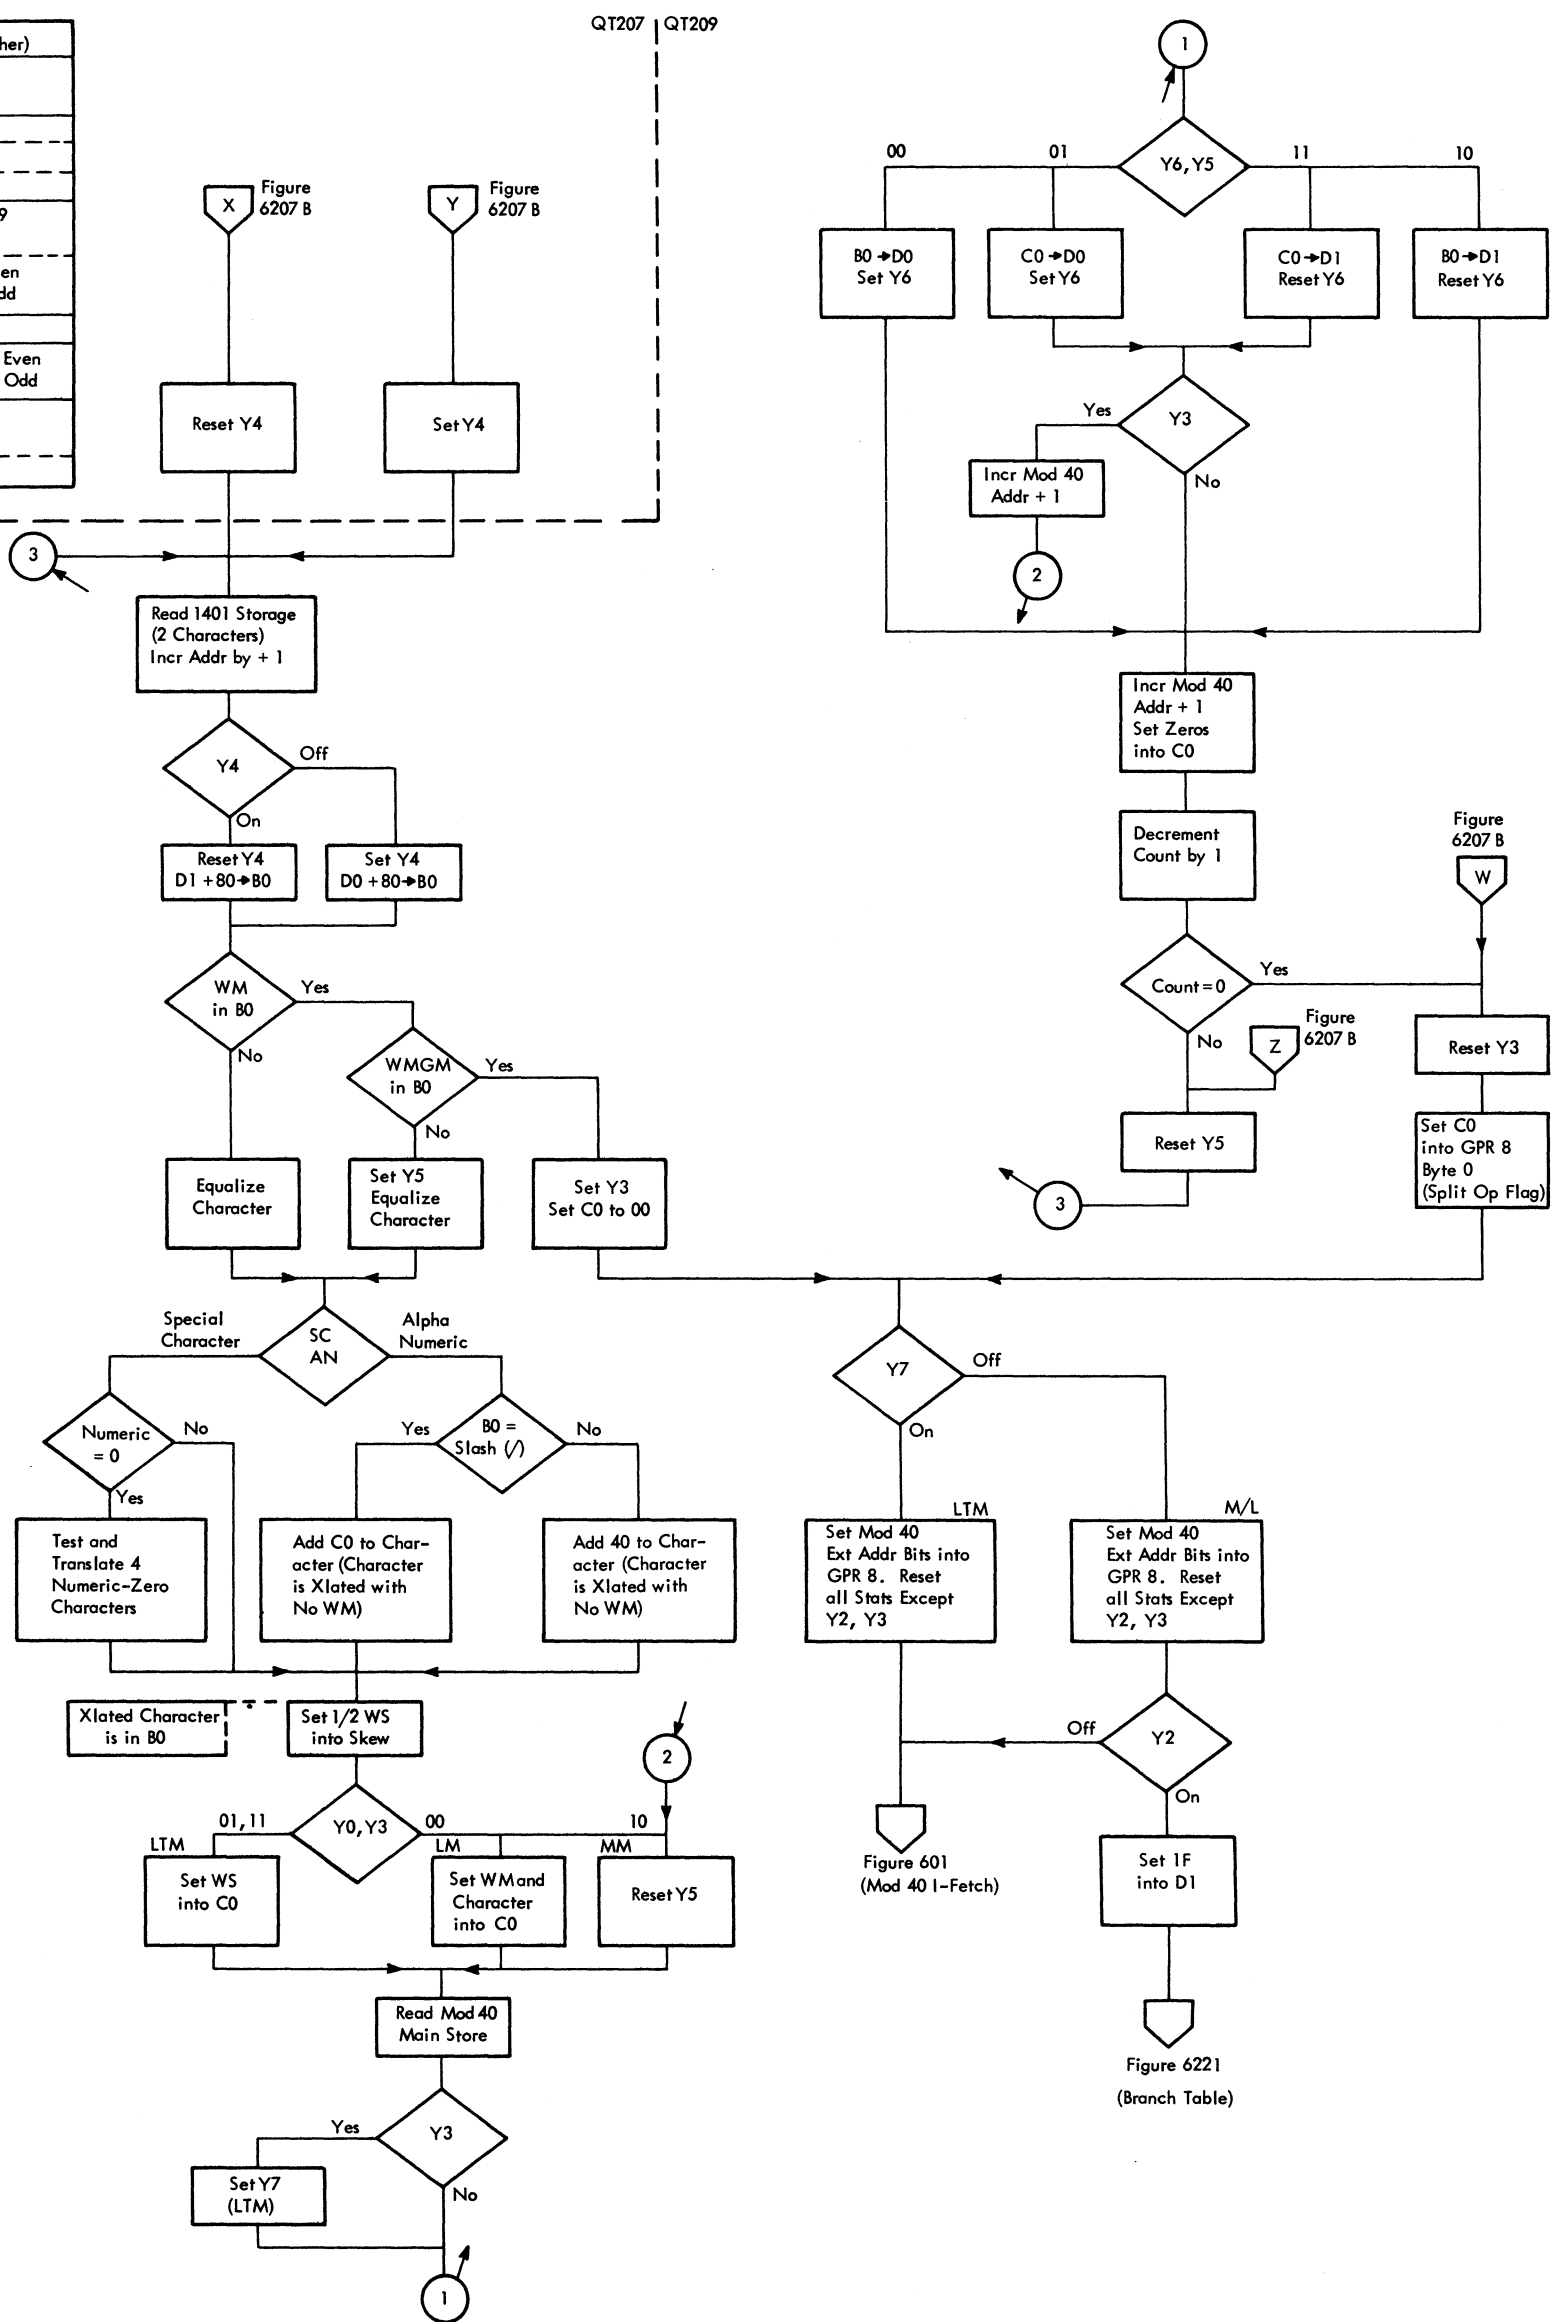 QT207
QT209
her)
9
en
dd
Even
Odd
X
Figure
6207 B
Y
Figure
6207 B
Reset Y4
Set Y4
3
Read 1401 Storage
(2 Characters)
Incr Addr by + 1
Y4
Off
On
Reset Y4
D1 +80→B0
Set Y4
D0 +80→B0
WM
in B0
Yes
No
WMGM
in B0
Yes
No
Equalize
Character
Set Y5
Equalize
Character
Set Y3
Set C0 to 00
Special
Character
SC
AN
Alpha
Numeric
Numeric
= 0
No
Yes
Yes
B0 =
Slash (/)
No
Test and
Translate 4
Numeric-Zero
Characters
Add C0 to Char-
acter (Character
is Xlated with
No WM)
Add 40 to Char-
acter (Character
is Xlated with
No WM)
Xlated Character
is in B0
Set 1/2 WS
into Skew
2
01, 11
Y0, Y3
00
10
LTM
LM
MM
Set WS
into C0
Set WM and
Character
into C0
Reset Y5
Read Mod 40
Main Store
Yes
Y3
No
Set Y7
(LTM)
1
1
00
01
Y6, Y5
11
10
B0→D0
Set Y6
C0→D0
Set Y6
C0→D1
Reset Y6
B0→D1
Reset Y6
Yes
Y3
No
Incr Mod 40
Addr + 1
2
Incr Mod 40
Addr + 1
Set Zeros
into C0
Decrement
Count by 1
Figure
6207 B
W
Count=0
Yes
No
Z
Figure
6207 B
Reset Y3
Reset Y5
3
Set C0
into GPR 8
Byte 0
(Split Op Flag)
Y7
Off
On
LTM
M/L
Set Mod 40
Ext Addr Bits into
GPR 8. Reset
all Stats Except
Y2, Y3
Set Mod 40
Ext Addr Bits into
GPR 8. Reset
all Stats Except
Y2, Y3
Off
Y2
On
Figure 601
(Mod 40 I-Fetch)
Set 1F
into D1
Figure 6221
(Branch Table)